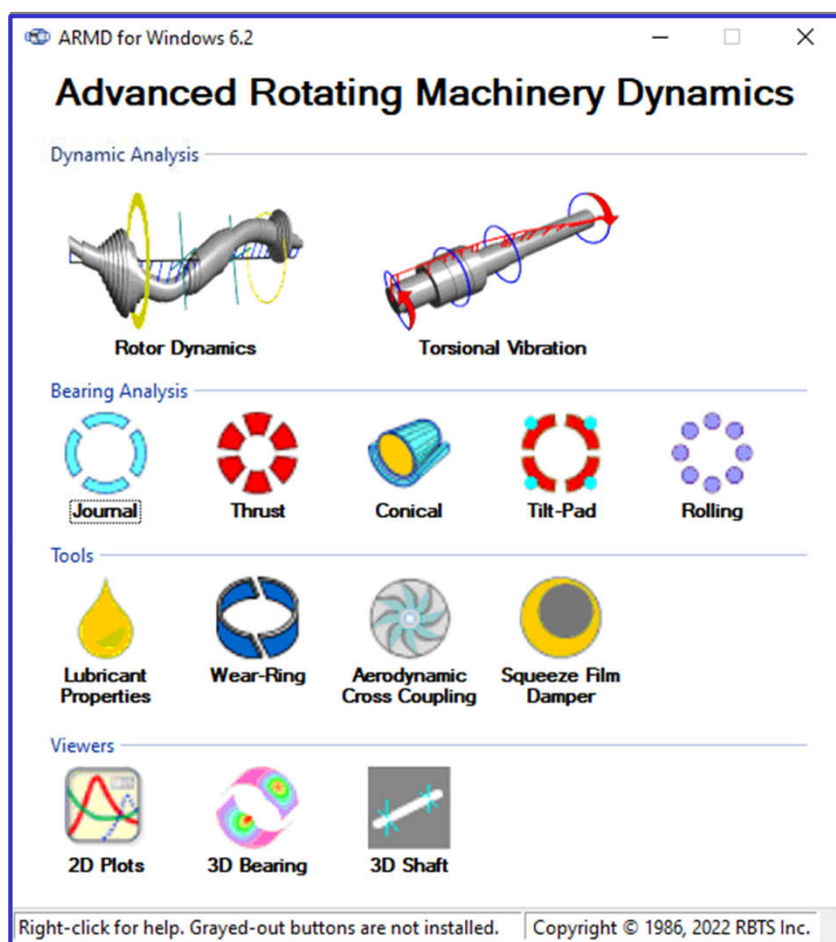 ARMD for Windows 6.2
Advanced Rotating Machinery Dynamics
Dynamic Analysis
Rotor Dynamics
Torsional Vibration
Bearing Analysis
Journal
Thrust
Conical
Tilt-Pad
Rolling
Tools
Lubricant
Properties
Wear-Ring
Aerodynamic
Cross Coupling
Squeeze Film
Damper
Viewers
2D Plots
3D Bearing
3D Shaft
Right-click for help. Grayed-out buttons are not installed.
Copyright © 1986, 2022 RBTS Inc.